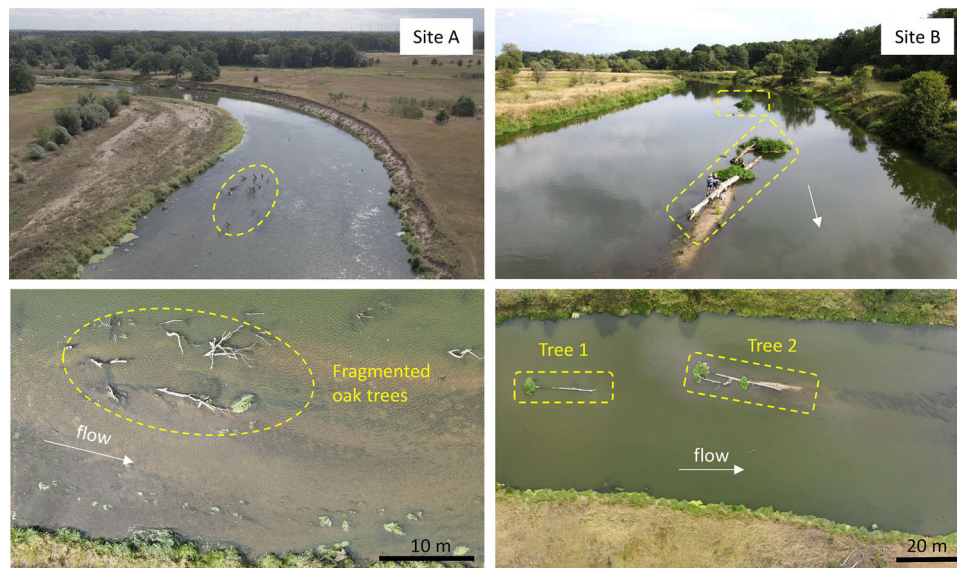 Site A
Site B
Fragmented
oak trees
flow
10 m
Tree 1
Tree 2
flow
20 m